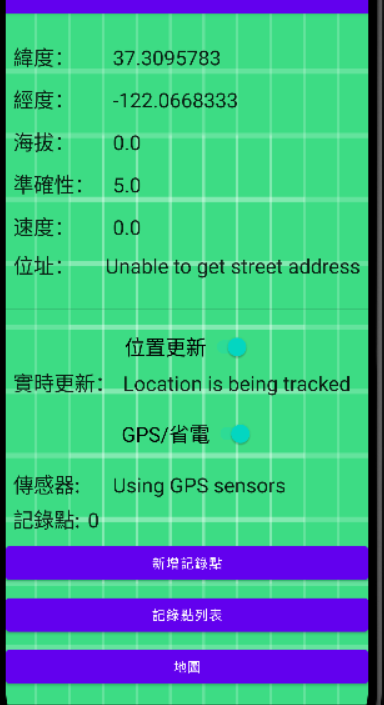 緯度: 37.3095783
經度: -122.0668333
海拔: 0.0
準確性: 5.0
速度: 0.0
位址: Unable to get street address
位置更新
實時更新: Location is being tracked
GPS/省電
傳感器: Using GPS sensors
記錄點: 0
新增記錄點
記錄點列表
地圖